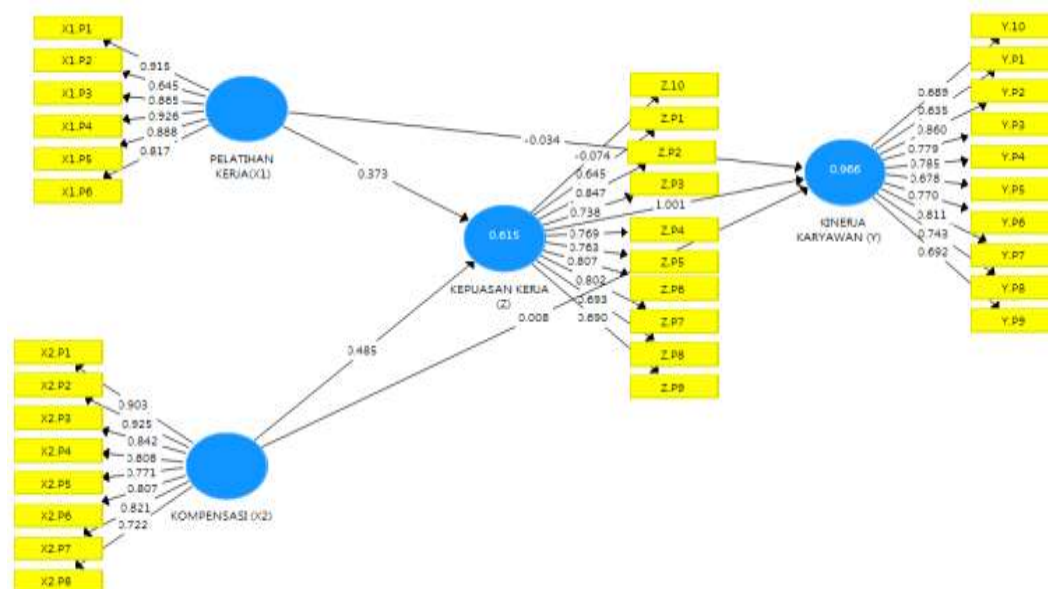 X1.P1
X1.P2
X1.P3
X1.P4
X1.P5
X1.P6
0.915
0.645
0.865
0.926
0.888
0.817
PELATIHAN
KERJA(X1)
-0.034
0.373
X2.P1
X2.P2
X2.P3
X2.P4
X2.P5
X2.P6
X2.P7
X2.P8
0.903
0.925
0.842
0.808
0.771
0.807
0.821
0.722
KOMPENSASI (X2)
0.485
0.008
0.615
KEPUASAN KERJA
(Z)
-0.074
0.645
0.847
0.738
0.769
0.763
0.807
0.802
0.693
0.690
Z.10
Z.P1
Z.P2
Z.P3
Z.P4
Z.P5
Z.P6
Z.P7
Z.P8
Z.P9
1.001
0.966
KINERJA
KARYAWAN (Y)
0.689
0.635
0.860
0.779
0.785
0.678
0.770
0.811
0.743
0.692
Y.10
Y.P1
Y.P2
Y.P3
Y.P4
Y.P5
Y.P6
Y.P7
Y.P8
Y.P9